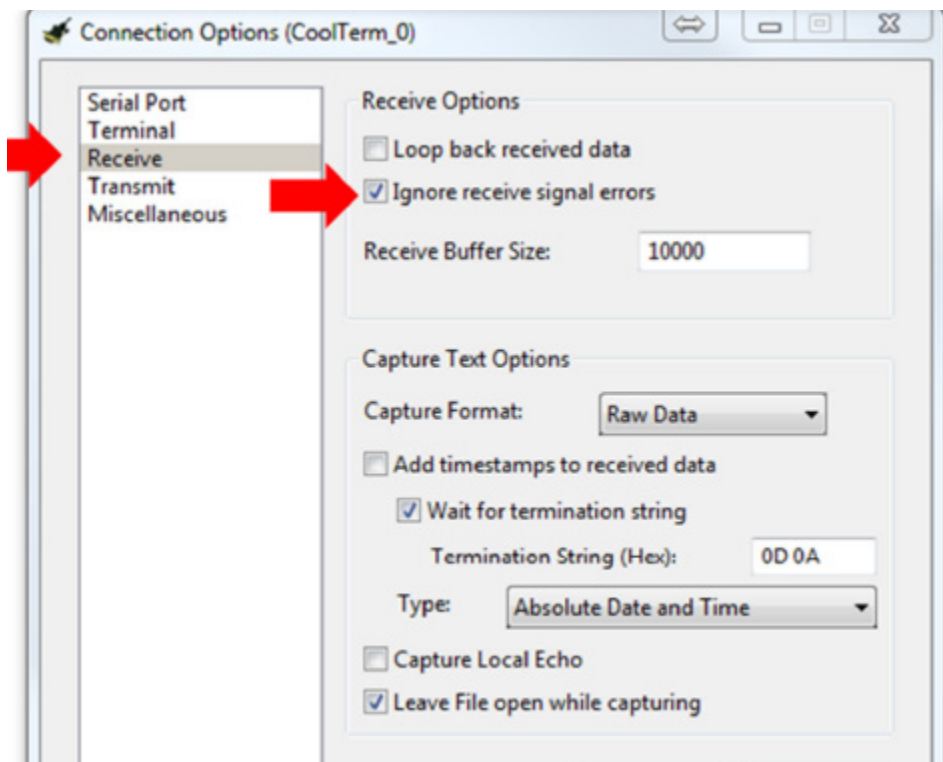 Connection Options (CoolTerm_0)
Serial Port
Terminal
Receive
Transmit
Miscellaneous
Receive Options
Loop back received data
Ignore receive signal errors
Receive Buffer Size: 10000
Capture Text Options
Capture Format: Raw Data
Add timestamps to received data
Wait for termination string
Termination String (Hex): 0D 0A
Type: Absolute Date and Time
Capture Local Echo
Leave File open while capturing